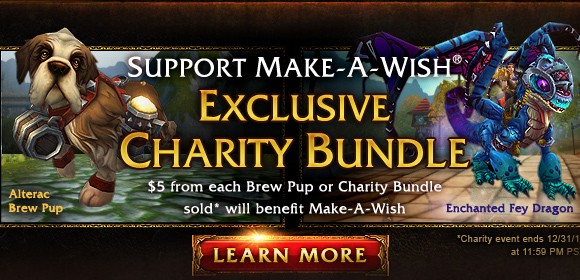 SUPPORT MAKE-A-WISH®
EXCLUSIVE
CHARITY BUNDLE
$5 from each Brew Pup or Charity Bundle
sold* will benefit Make-A-Wish
Alterac
Brew Pup
Enchanted Fey Dragon
LEARN MORE
*Charity event ends
at 11:59 PM